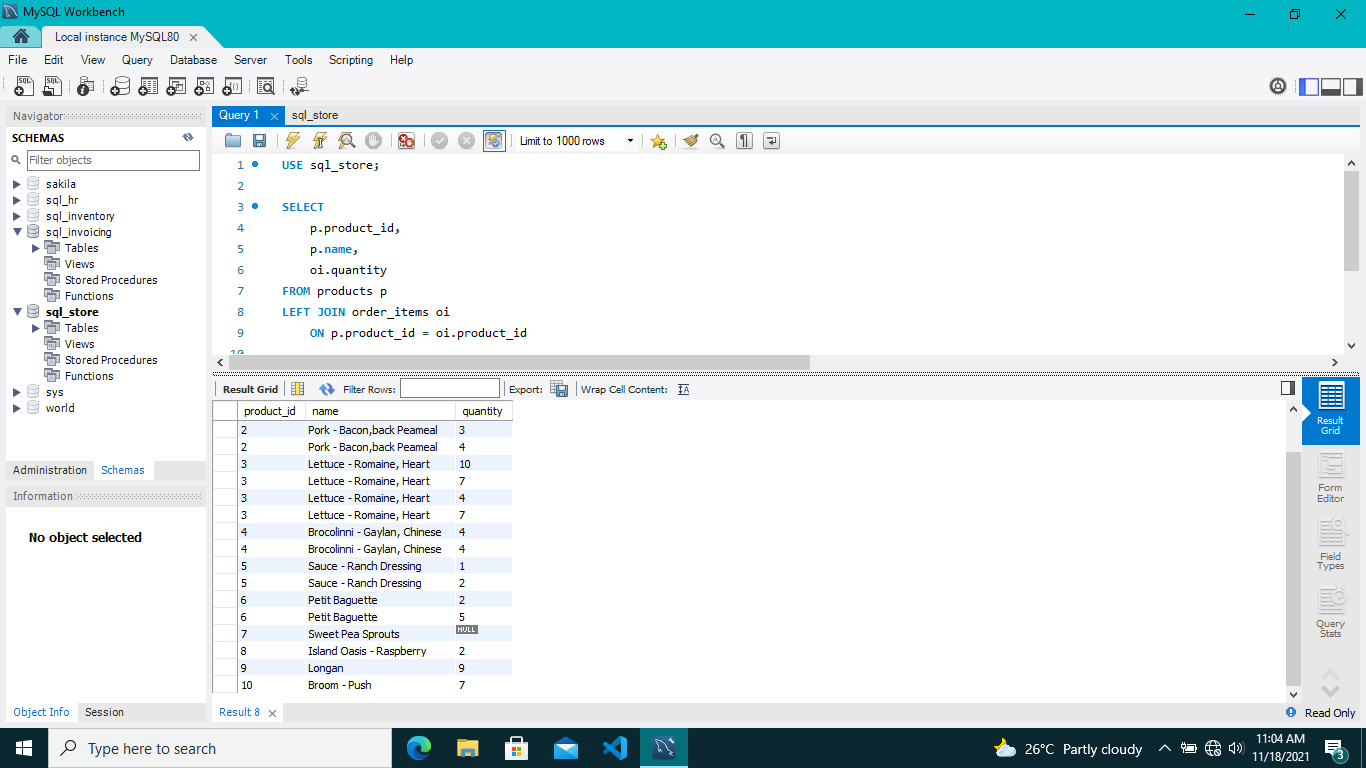 MySQL Workbench
Local instance MySQL80
File Edit View Query Database Server Tools Scripting Help
Navigator
SCHEMAS
Filter objects
sakila
sql_hr
sql_inventory
sql_invoicing
Tables
Views
Stored Procedures
Functions
sql_store
Tables
Views
Stored Procedures
Functions
sys
world
Administration Schemas
Information
No object selected
Object Info Session
Query 1 sql_store
Limit to 1000 rows
1 USE sql_store;
2
3 SELECT
4 p.product_id,
5 p.name,
6 oi.quantity
7 FROM products p
8 LEFT JOIN order_items oi
9 ON p.product_id = oi.product_id
10
Result Grid Filter Rows: Export: Wrap Cell Content:
product_id name quantity
2 Pork - Bacon,back Peameal 3
2 Pork - Bacon,back Peameal 4
3 Lettuce - Romaine, Heart 10
3 Lettuce - Romaine, Heart 7
3 Lettuce - Romaine, Heart 4
3 Lettuce - Romaine, Heart 7
4 Brocolinni - Gaylan, Chinese 4
4 Brocolinni - Gaylan, Chinese 4
5 Sauce - Ranch Dressing 1
5 Sauce - Ranch Dressing 2
6 Petit Baguette 2
6 Petit Baguette 5
7 Sweet Pea Sprouts NULL
8 Island Oasis - Raspberry 2
9 Longan 9
10 Broom - Push 7
Result
Grid
Form
Editor
Field
Types
Query
Stats
Result 8
Read Only
Type here to search
26°C Partly cloudy
11:04 AM
11/18/2021
3